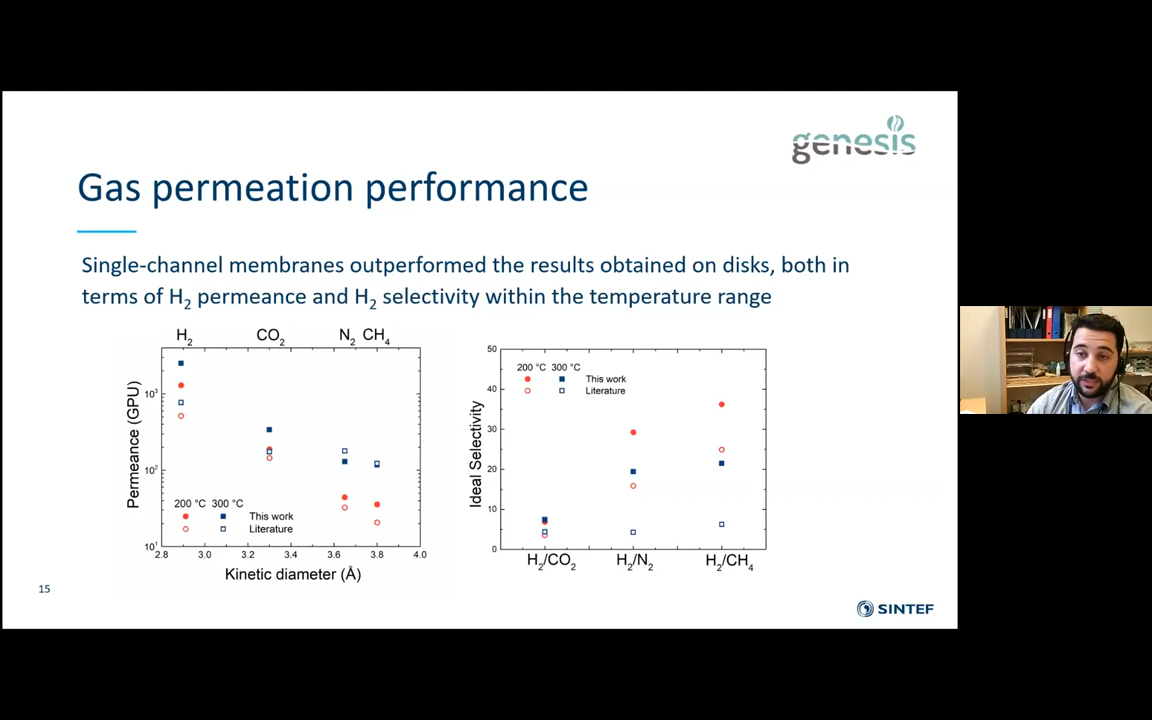 genesis
Gas permeation performance
Single-channel membranes outperformed the results obtained on disks, both in
terms of H₂ permeance and H₂ selectivity within the temperature range
H₂ CO₂ N₂ CH₄
Permeance (GPU)
10³
10²
10¹
200 °C 300 °C
This work
Literature
2.8 3.0 3.2 3.4 3.6 3.8 4.0
Kinetic diameter (Å)
Ideal Selectivity
50
40
30
20
10
0
200 °C 300 °C
This work
Literature
H₂/CO₂ H₂/N₂ H₂/CH₄
15
SINTEF